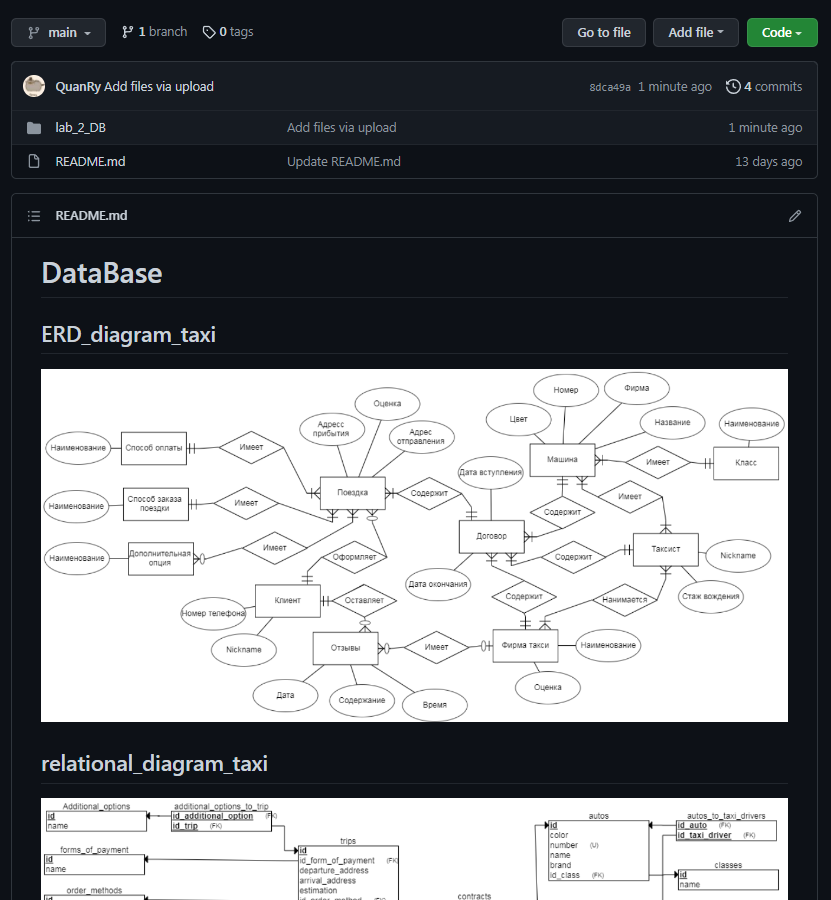 main
1 branch
0 tags
Go to file
Add file
Code
QuanRy Add files via upload
8dca49a 1 minute ago
4 commits
lab_2_DB
Add files via upload
1 minute ago
README.md
Update README.md
13 days ago
README.md
DataBase
ERD_diagram_taxi
Номер
Фирма
Оценка
Цвет
Название
Наименование
Адресс
прибытия
Адрес
отправления
Наименование
Способ оплаты
Имеет
Машина
Имеет
Класс
Дата вступления
Поездка
Содержит
Имеет
Наименование
Способ заказа
поездки
Имеет
Содержит
Договор
Наименование
Дополнительная
опция
Имеет
Оформляет
Содержит
Таксист
Nickname
Дата окончания
Клиент
Оставляет
Содержит
Нанимается
Стаж вождения
Номер телефона
Nickname
Отзывы
Имеет
Фирма такси
Наименование
Дата
Содержание
Время
Оценка
relational_diagram_taxi
Additional_options
id
name
additional_options_to_trip
id_additional_option (FK)
id_trip (FK)
autos
id
color
number (U)
name
brand
id_class (FK)
autos_to_taxi_drivers
id_auto (FK)
id_taxi_driver (FK)
forms_of_payment
id
name
trips
id
id_form_of_payment (FK)
departure_address
arrival_address
estimation
id_order_method (FK)
classes
id
name
order_methods
id
contracts